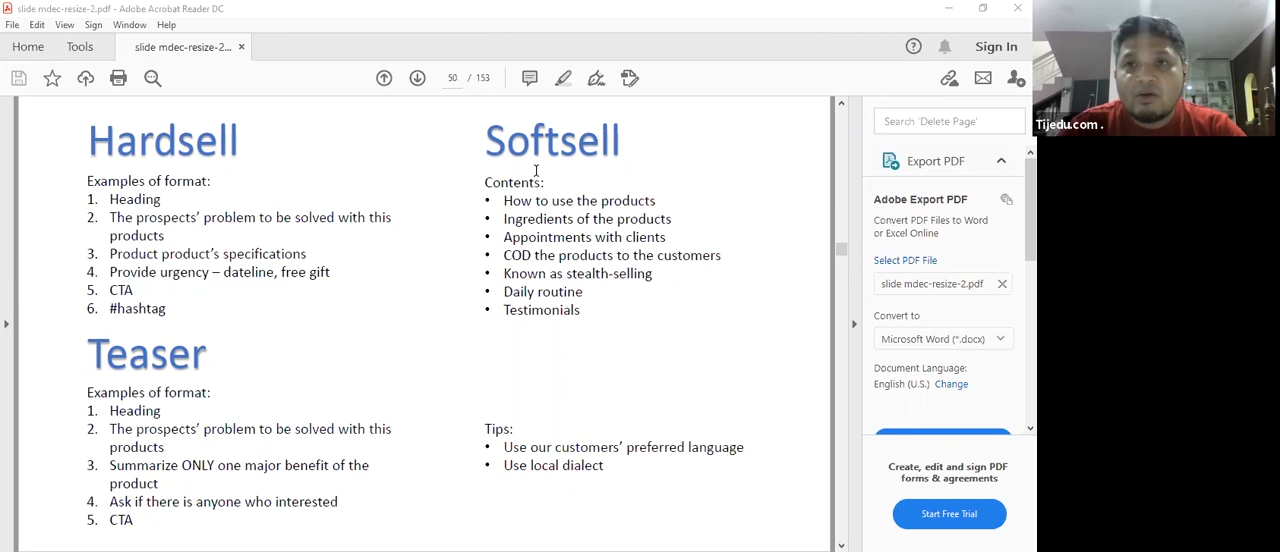 slide mdec-resize-2.pdf - Adobe Acrobat Reader DC
File Edit View Sign Window Help
Home Tools slide mdec-resize-2... × Sign In
50 / 153
Hardsell
Examples of format:
1. Heading
2. The prospects' problem to be solved with this
products
3. Product product's specifications
4. Provide urgency – dateline, free gift
5. CTA
6. #hashtag
Softsell
Contents:
• How to use the products
• Ingredients of the products
• Appointments with clients
• COD the products to the customers
• Known as stealth-selling
• Daily routine
• Testimonials
Teaser
Examples of format:
1. Heading
2. The prospects' problem to be solved with this
products
3. Summarize ONLY one major benefit of the
product
4. Ask if there is anyone who interested
5. CTA
Tips:
• Use our customers' preferred language
• Use local dialect
Search 'Delete Page'
Export PDF
Adobe Export PDF
Convert PDF Files to Word
or Excel Online
Select PDF File
slide mdec-resize-2.pdf
Convert to
Microsoft Word (*.docx)
Document Language:
English (U.S.) Change
Create, edit and sign PDF
forms & agreements
Start Free Trial
Tijedu.com .